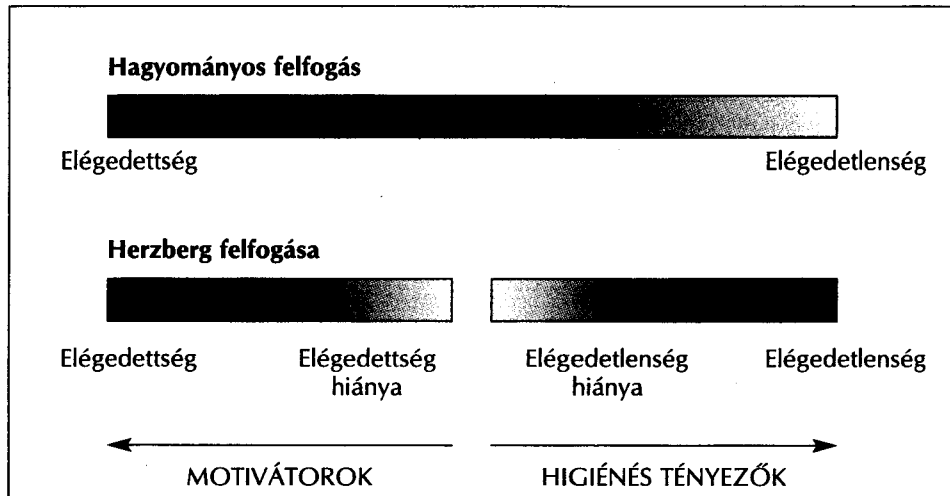 Hagyományos felfogás
Elégedettség Elégedetlenség
Herzberg felfogása
Elégedettség Elégedettség hiánya Elégedetlenség hiánya Elégedetlenség
MOTIVÁTOROK HIGIÉNÉS TÉNYEZŐK